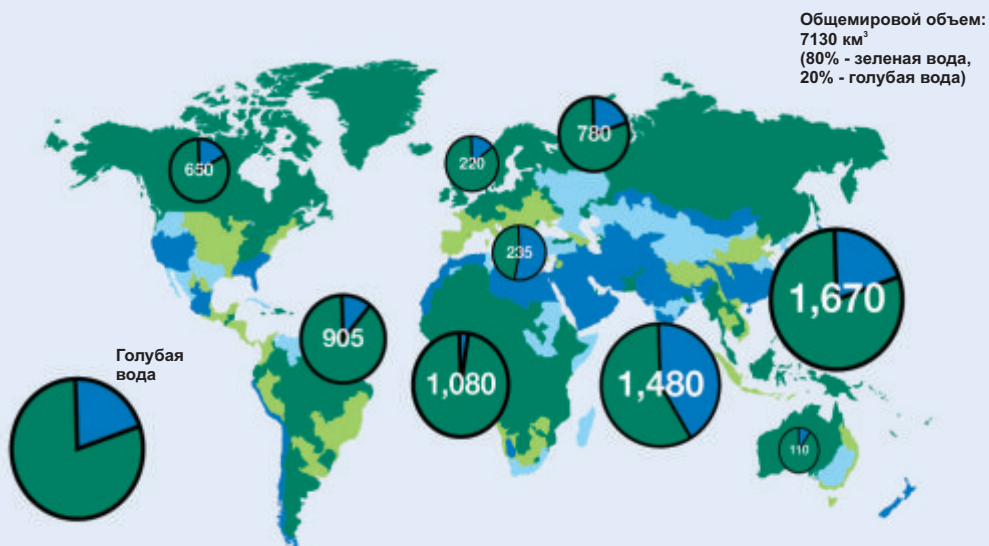 Общемировой объем:
7130 км³
(80% - зеленая вода,
20% - голубая вода)
780
220
650
235
1,670
905
Голубая
вода
1,080
1,480
110